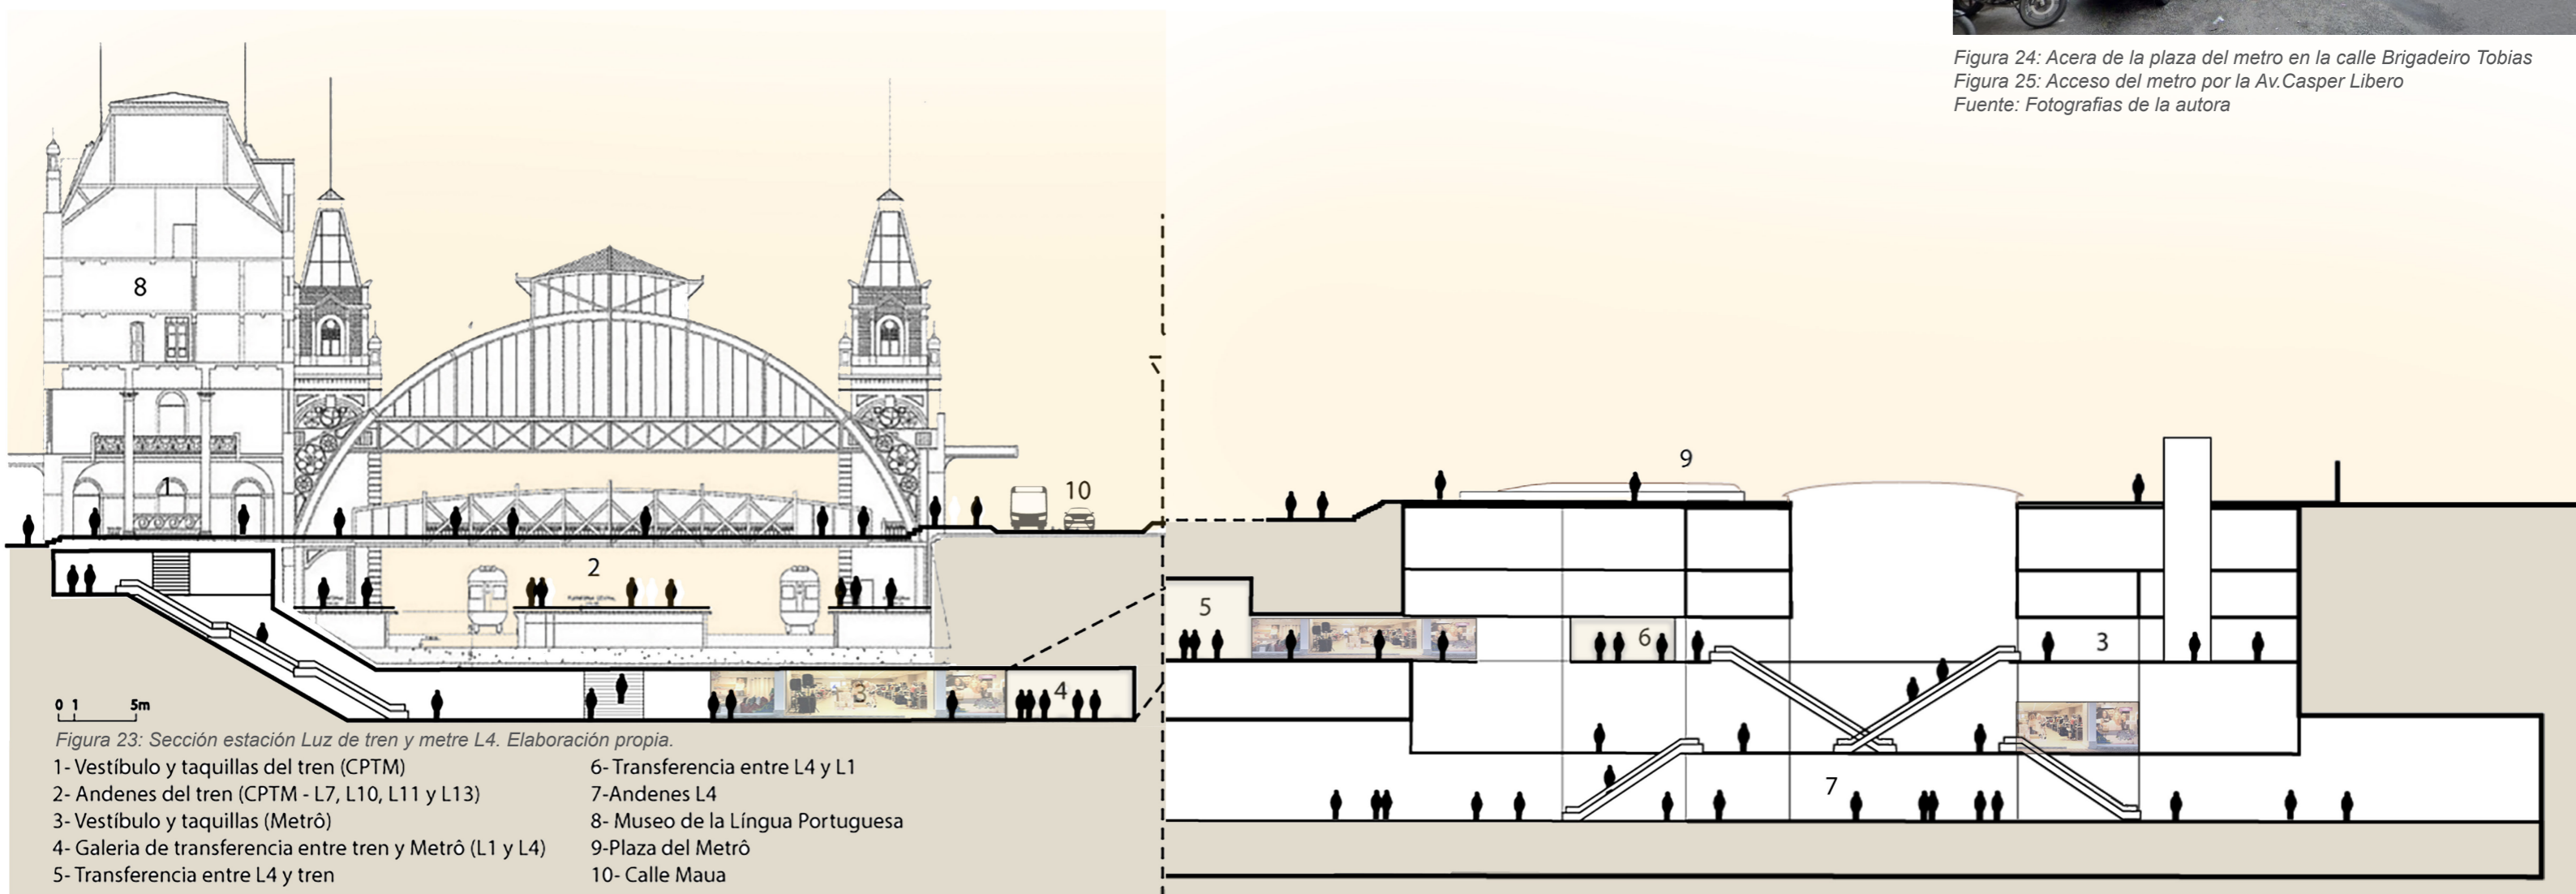 Figura 24: Acera de la plaza del metro en la calle Brigadeiro Tobias
Figura 25: Acceso del metro por la Av.Casper Libero
Fuente: Fotografias de la autora
8
9
10
1
2
5
6
3
3
4
7
0 1 5m
Figura 23: Sección estación Luz de tren y metre L4. Elaboración propia.
1- Vestíbulo y taquillas del tren (CPTM)
2- Andenes del tren (CPTM - L7, L10, L11 y L13)
3- Vestíbulo y taquillas (Metrô)
4- Galeria de transferencia entre tren y Metrô (L1 y L4)
5- Transferencia entre L4 y tren
6- Transferencia entre L4 y L1
7-Andenes L4
8- Museo de la Língua Portuguesa
9-Plaza del Metrô
10- Calle Maua